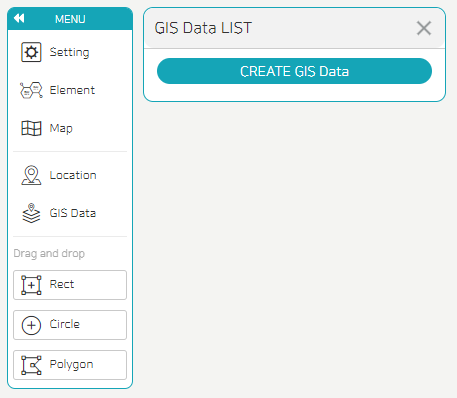 MENU
Setting
Element
Map
Location
GIS Data
Drag and drop
Rect
Circle
Polygon
GIS Data LIST
CREATE GIS Data